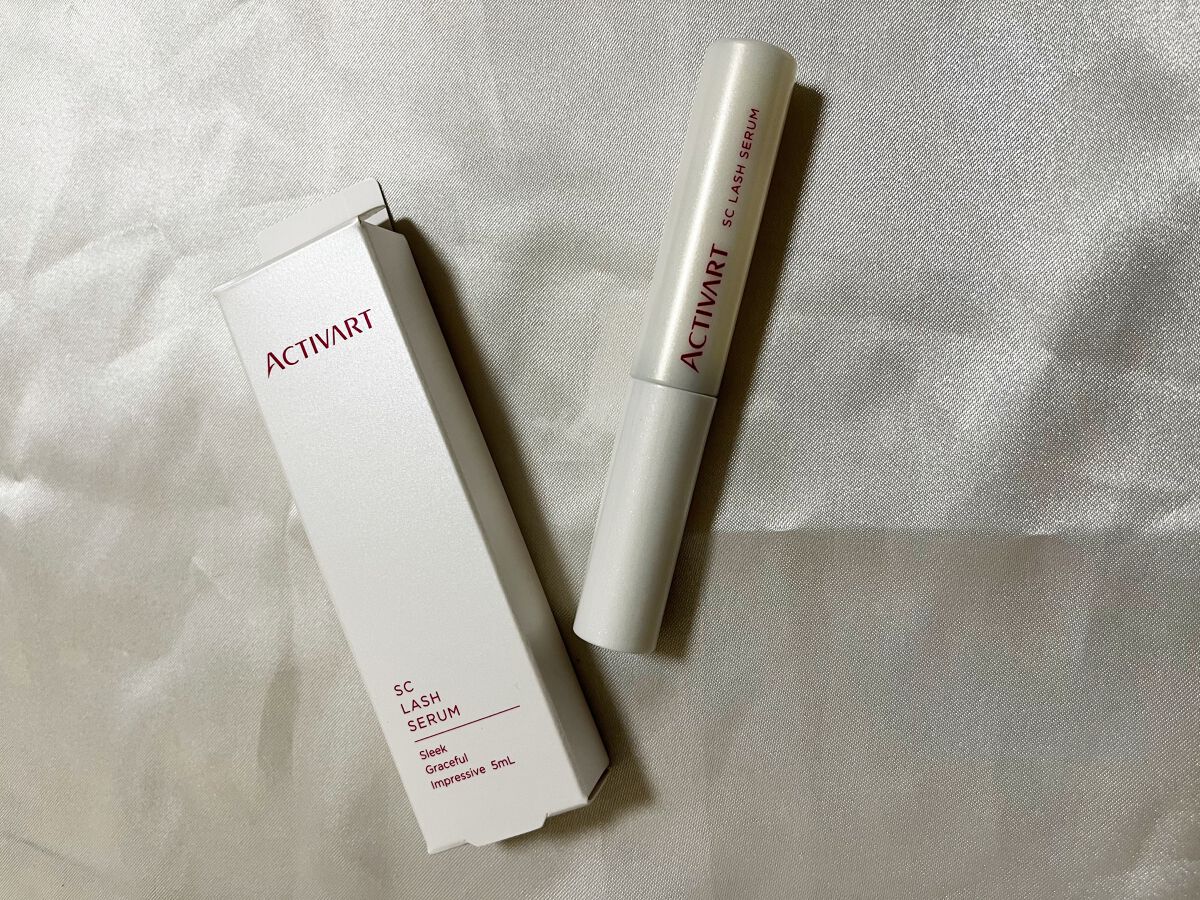 ACTIVART
SC
LASH
SERUM
Sleek
Graceful
Impressive 5mL
ACTIVART SC LASH SERUM